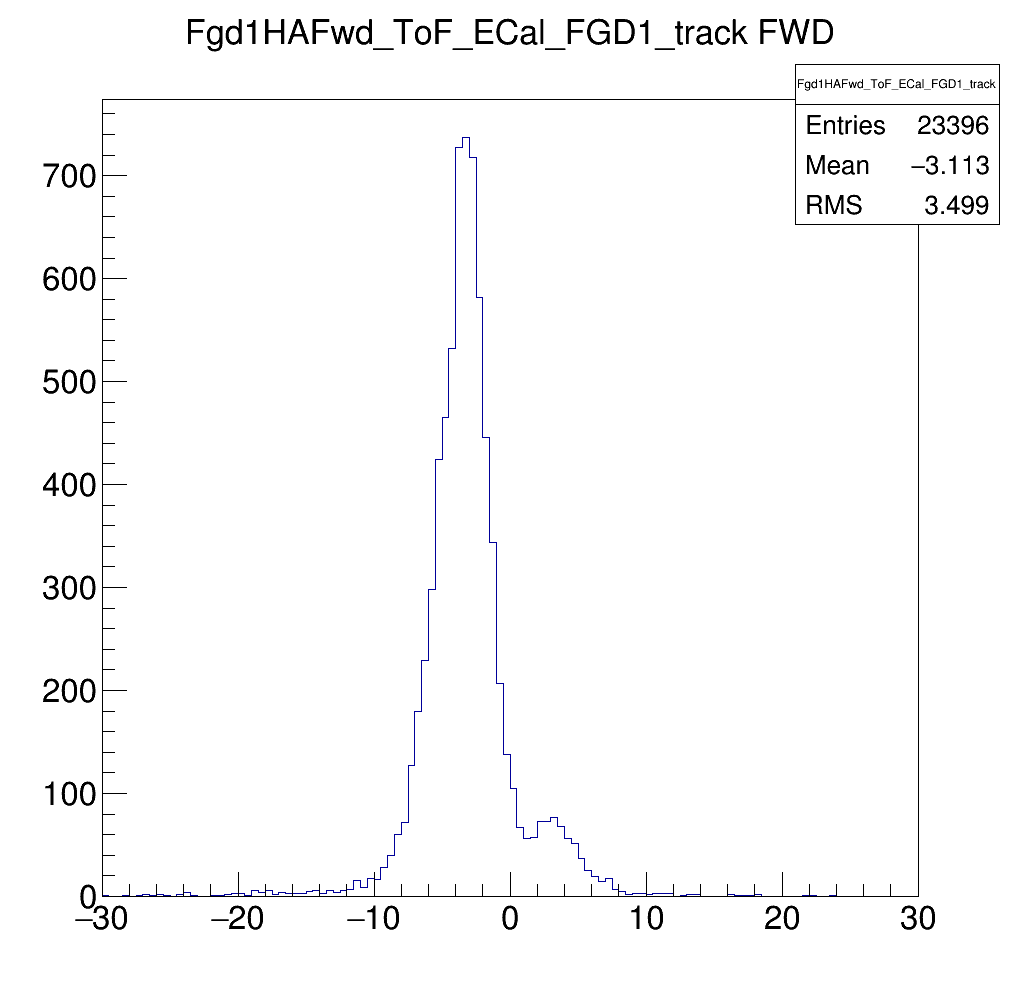 Fgd1HAFwd_ToF_ECal_FGD1_track FWD
Fgd1HAFwd_ToF_ECal_FGD1_track
Entries 23396
Mean −3.113
RMS 3.499
700
600
500
400
300
200
100
0
−30 −20 −10 0 10 20 30